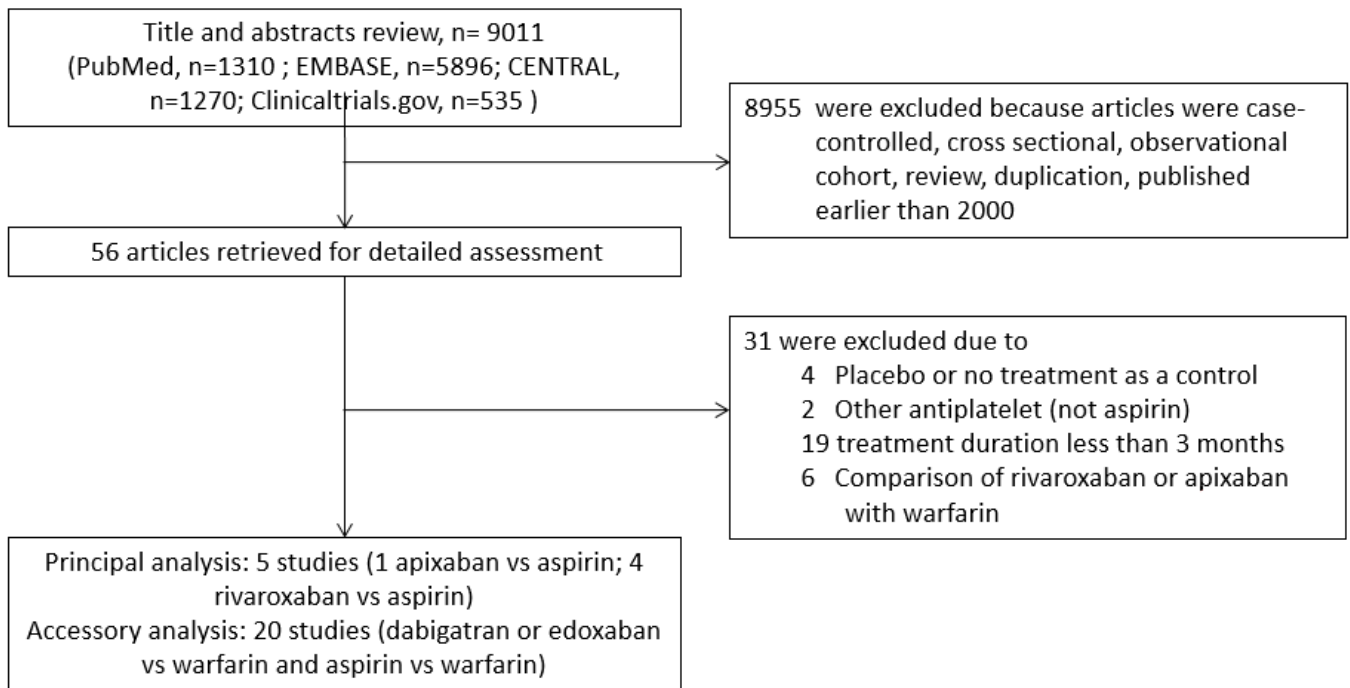 Title and abstracts review, n= 9011
(PubMed, n=1310 ; EMBASE, n=5896; CENTRAL,
n=1270; Clinicaltrials.gov, n=535 )
8955 were excluded because articles were case-
controlled, cross sectional, observational
cohort, review, duplication, published
earlier than 2000
56 articles retrieved for detailed assessment
31 were excluded due to
4 Placebo or no treatment as a control
2 Other antiplatelet (not aspirin)
19 treatment duration less than 3 months
6 Comparison of rivaroxaban or apixaban
with warfarin
Principal analysis: 5 studies (1 apixaban vs aspirin; 4
rivaroxaban vs aspirin)
Accessory analysis: 20 studies (dabigatran or edoxaban
vs warfarin and aspirin vs warfarin)